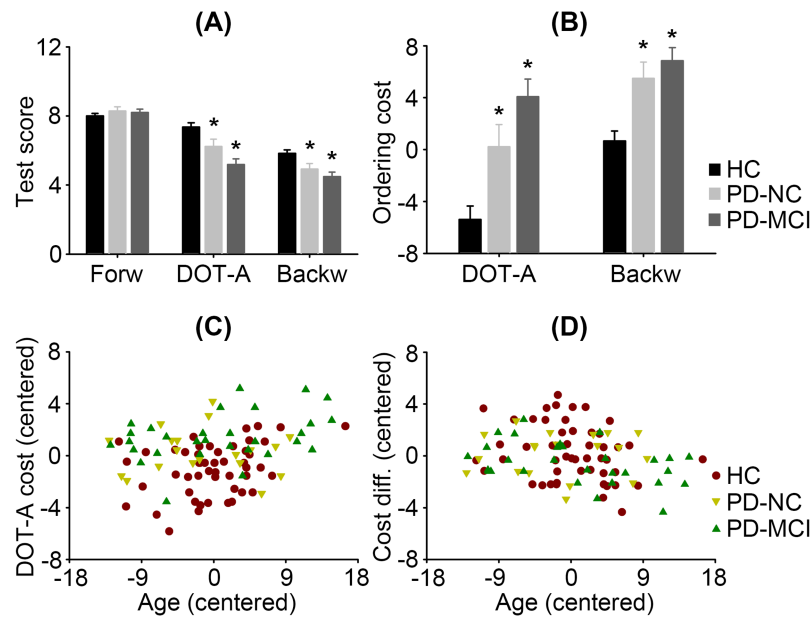 (A)
Test score
12
8
4
0
* * * *
Forw DOT-A Backw
(B)
Ordering cost
8
4
0
-4
-8
* * * *
DOT-A Backw
HC
PD-NC
PD-MCI
(C)
DOT-A cost (centered)
8
4
0
-4
-8
-18 -9 0 9 18
Age (centered)
(D)
Cost diff. (centered)
8
4
0
-4
-8
-18 -9 0 9 18
Age (centered)
HC
PD-NC
PD-MCI